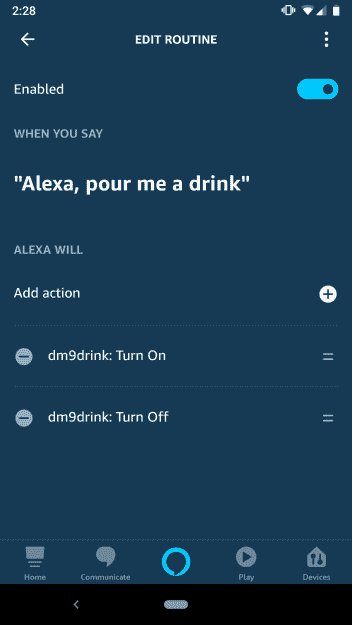 2:28
EDIT ROUTINE
Enabled
WHEN YOU SAY
"Alexa, pour me a drink"
ALEXA WILL
Add action
dm9drink: Turn On
dm9drink: Turn Off
Home Communicate Play Devices